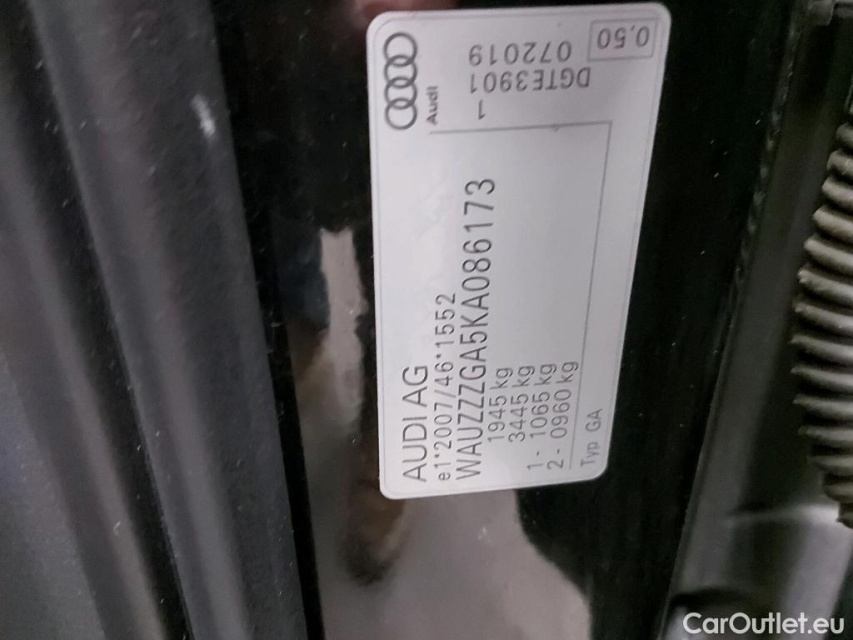 AUDI AG
e1*2007/46*1552
WAUZZZGA5KA086173
1945 kg
3445 kg
1- 1065 kg
2- 0960 kg
Typ GA
Audi
1
DGTE3901
072019
0.50
CarOutlet.eu